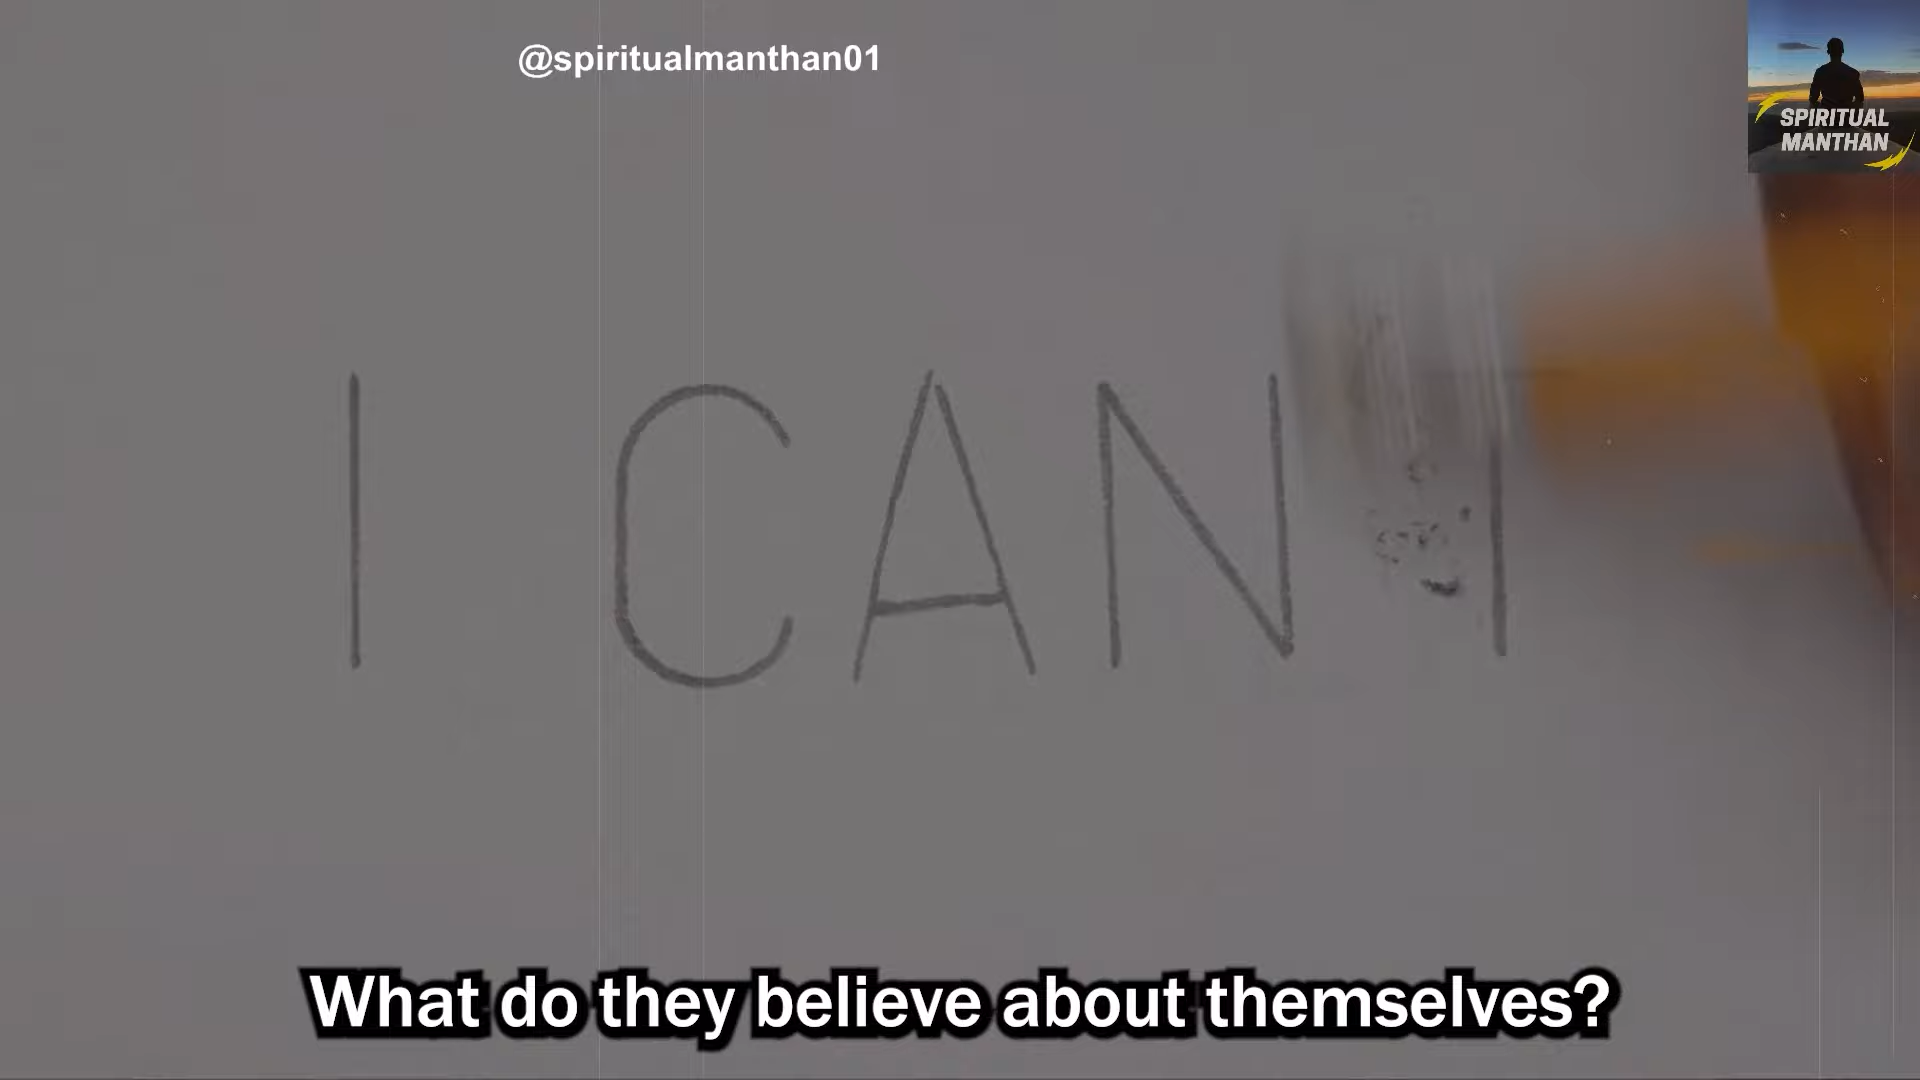 @spiritualmanthan01
SPIRITUAL
MANTHAN
I CAN
What do they believe about themselves?